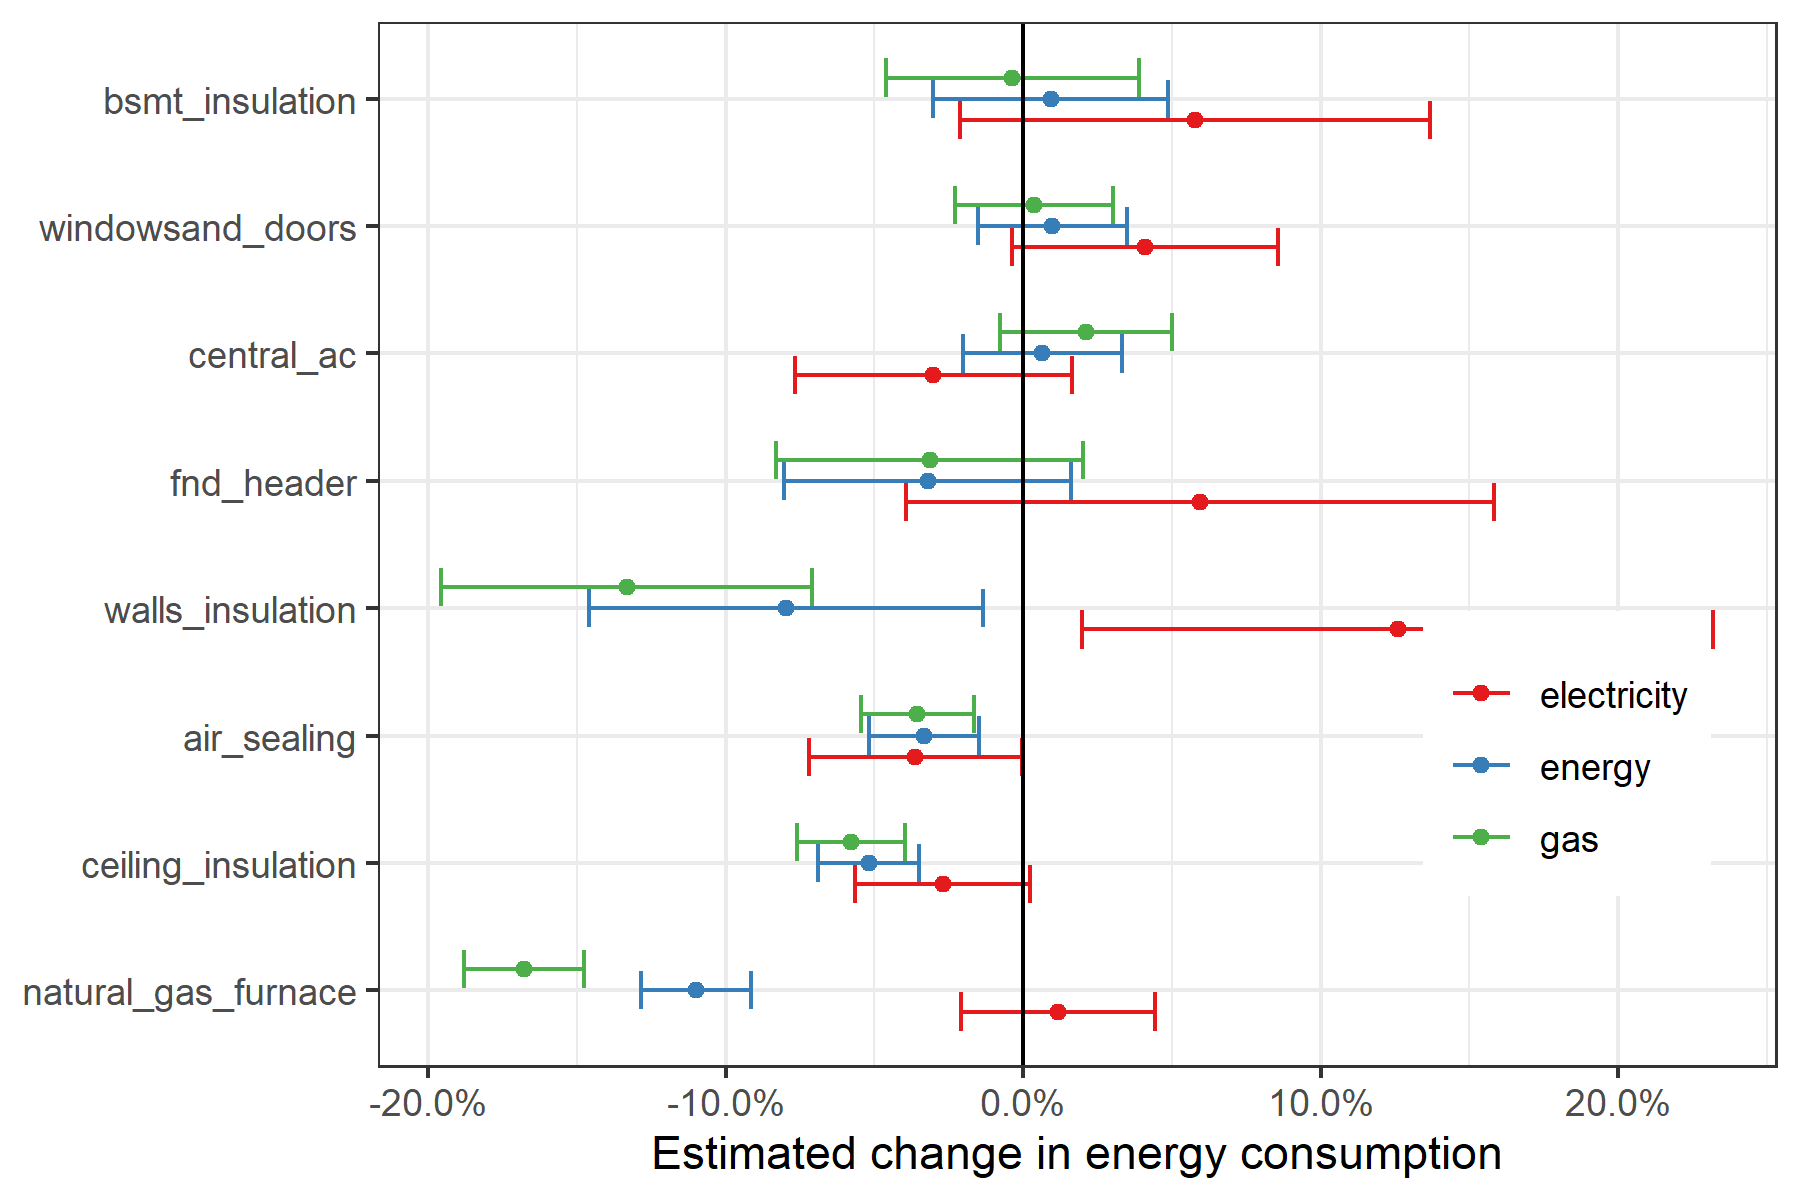 bsmt_insulation
windowsand_doors
central_ac
fnd_header
walls_insulation
air_sealing
ceiling_insulation
natural_gas_furnace
electricity
energy
gas
-20.0% -10.0% 0.0% 10.0% 20.0%
Estimated change in energy consumption